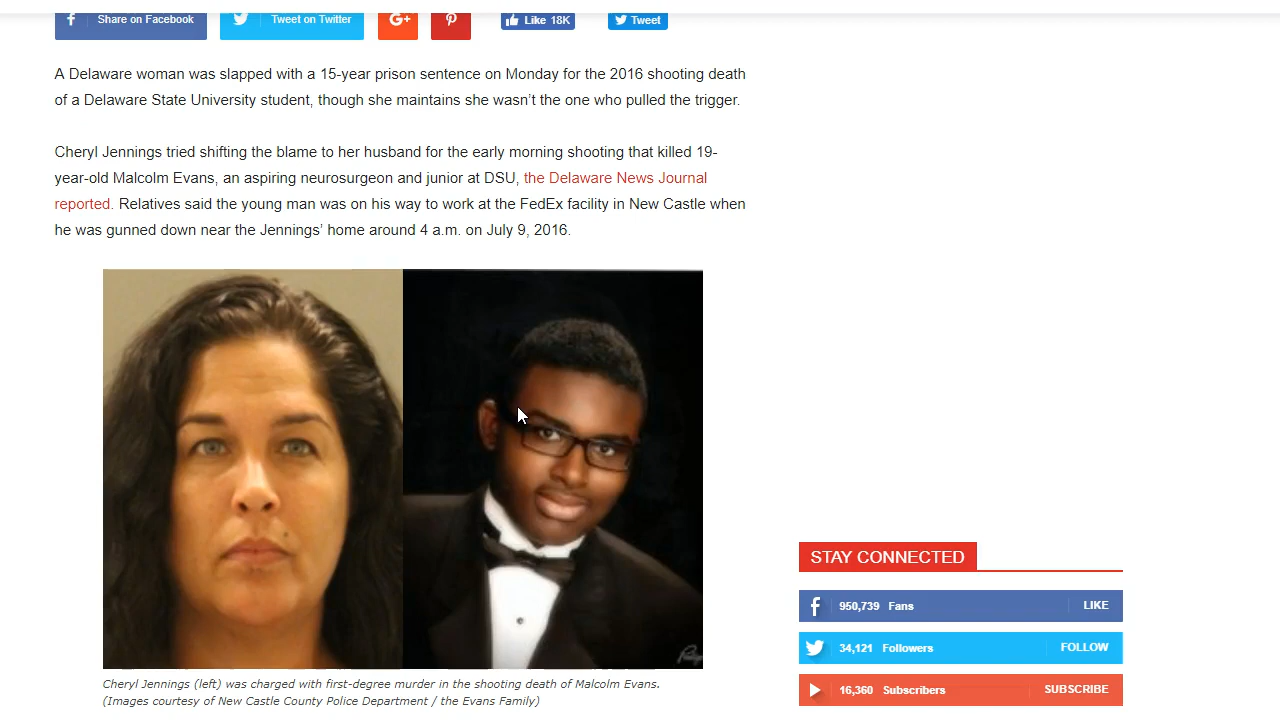 Share on Facebook
Tweet on Twitter
G+
Like 18K
Tweet
A Delaware woman was slapped with a 15-year prison sentence on Monday for the 2016 shooting death
of a Delaware State University student, though she maintains she wasn’t the one who pulled the trigger.
Cheryl Jennings tried shifting the blame to her husband for the early morning shooting that killed 19-
year-old Malcolm Evans, an aspiring neurosurgeon and junior at DSU, the Delaware News Journal
reported. Relatives said the young man was on his way to work at the FedEx facility in New Castle when
he was gunned down near the Jennings’ home around 4 a.m. on July 9, 2016.
Cheryl Jennings (left) was charged with first-degree murder in the shooting death of Malcolm Evans.
(Images courtesy of New Castle County Police Department / the Evans Family)
STAY CONNECTED
950,739 Fans LIKE
34,121 Followers FOLLOW
16,360 Subscribers SUBSCRIBE